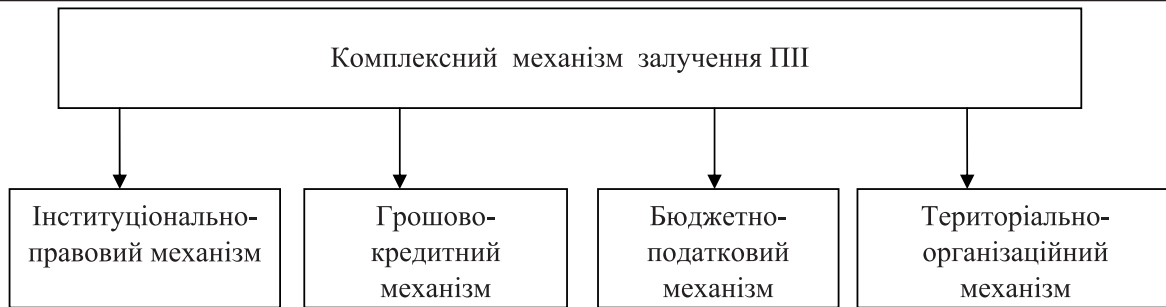 Комплексний механізм залучення ПІІ
Інституціонально-
правовий механізм
Грошово-
кредитний
механізм
Бюджетно-
податковий
механізм
Територіально-
організаційний
механізм